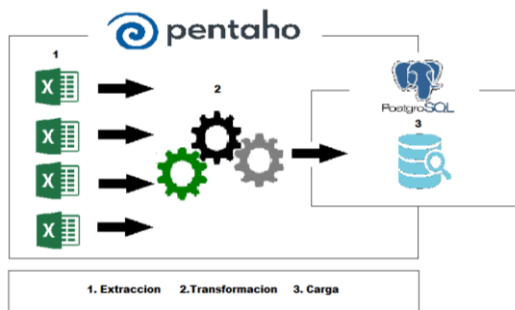 pentaho
1
X
X
X
X
2
PostgreSQL
3
1. Extraccion 2.Transformacion 3. Carga